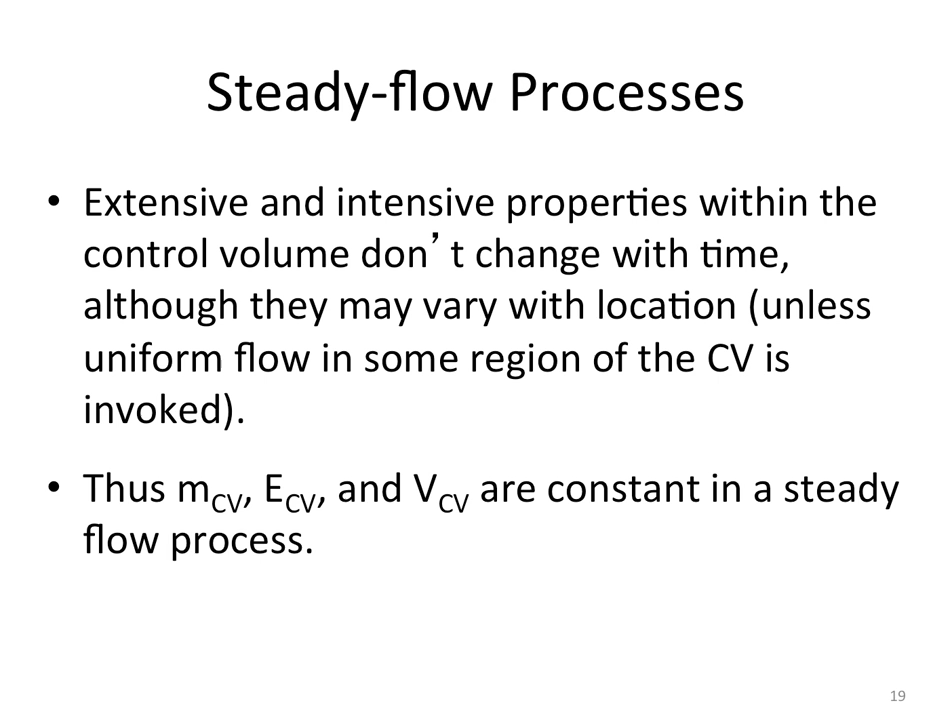 Steady-flow Processes
• Extensive and intensive properties within the
control volume don’t change with time,
although they may vary with location (unless
uniform flow in some region of the CV is
invoked).
• Thus mCV, ECV, and VCV are constant in a steady
flow process.
19